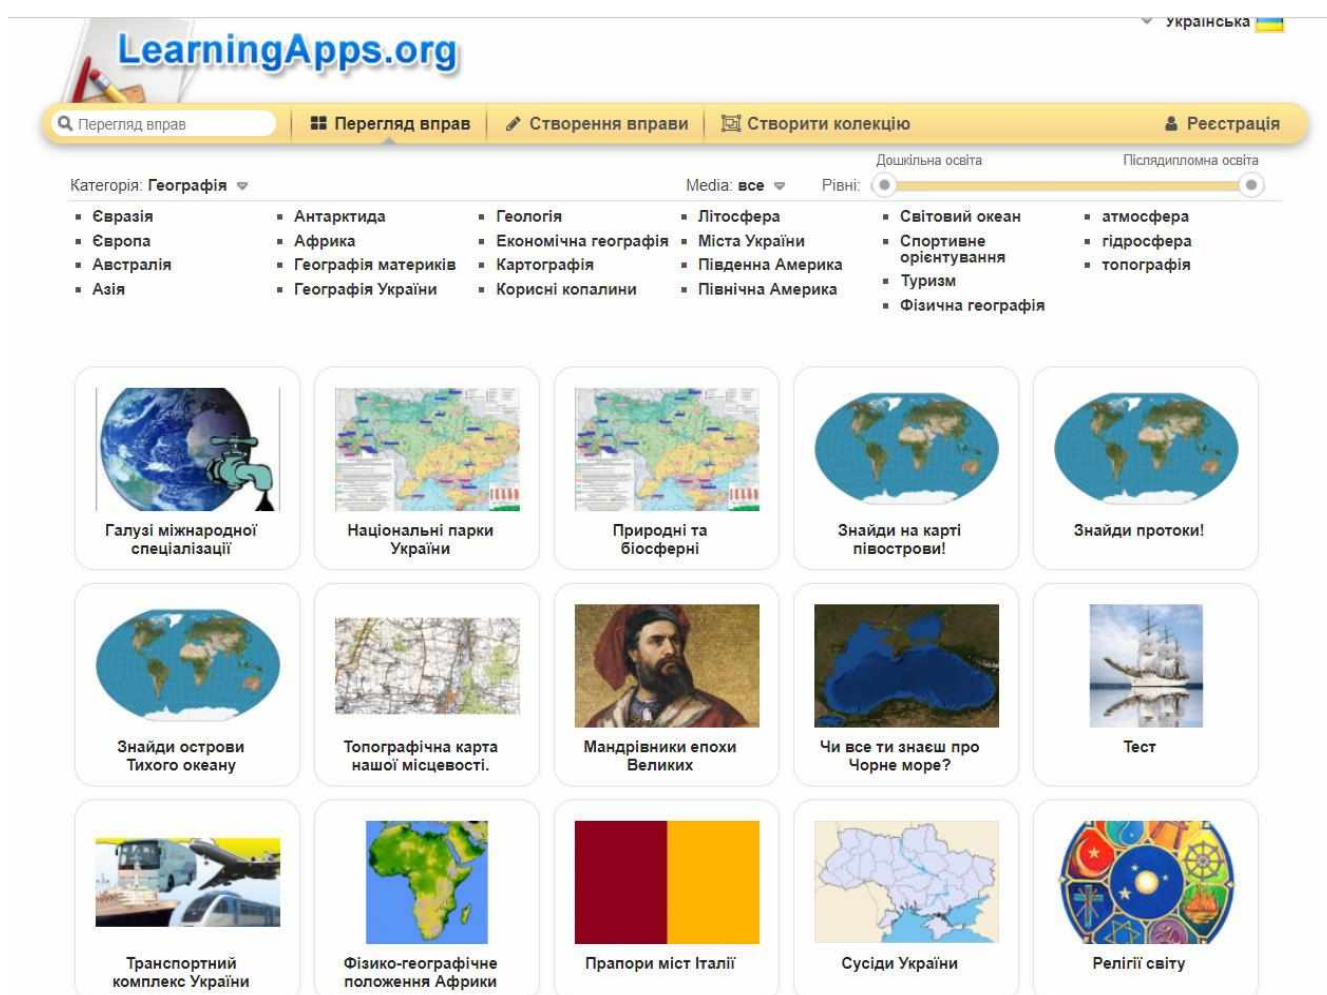 Українська
LearningApps.org
Перегляд вправ
Перегляд вправ
Створення вправи
Створити колекцію
Реєстрація
Категорія: Географія
Media: все
Рівні:
Дошкільна освіта
Післядипломна освіта
Євразія
Європа
Австралія
Азія
Антарктида
Африка
Географія материків
Географія України
Геологія
Економічна географія
Картографія
Корисні копалини
Літосфера
Міста України
Південна Америка
Північна Америка
Світовий океан
Спортивне
орієнтування
Туризм
Фізична географія
атмосфера
гідросфера
топографія
Галузі міжнародної
спеціалізації
Національні парки
України
Природні та
біосферні
Знайди на карті
півострови!
Знайди протоки!
Знайди острови
Тихого океану
Топографічна карта
нашої місцевості.
Мандрівники епохи
Великих
Чи все ти знаєш про
Чорне море?
Тест
Транспортний
комплекс України
Фізико-географічне
положення Африки
Прапори міст Італії
Сусіди України
Релігії світу